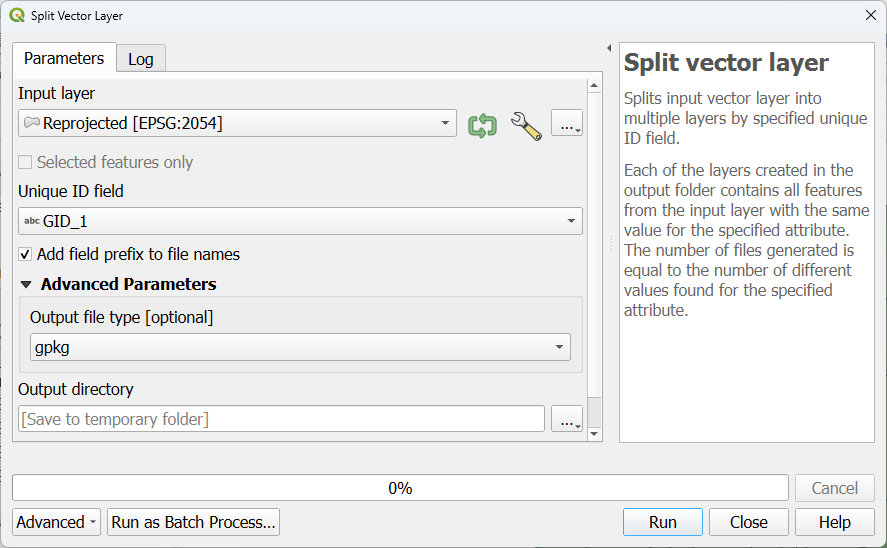 Split Vector Layer
Parameters
Log
Input layer
Reprojected [EPSG:2054]
...
Selected features only
Unique ID field
abc GID_1
Add field prefix to file names
Advanced Parameters
Output file type [optional]
gpkg
Output directory
[Save to temporary folder]
...
Split vector layer
Splits input vector layer into
multiple layers by specified unique
ID field.
Each of the layers created in the
output folder contains all features
from the input layer with the same
value for the specified attribute.
The number of files generated is
equal to the number of different
values found for the specified
attribute.
0%
Cancel
Advanced
Run as Batch Process...
Run
Close
Help